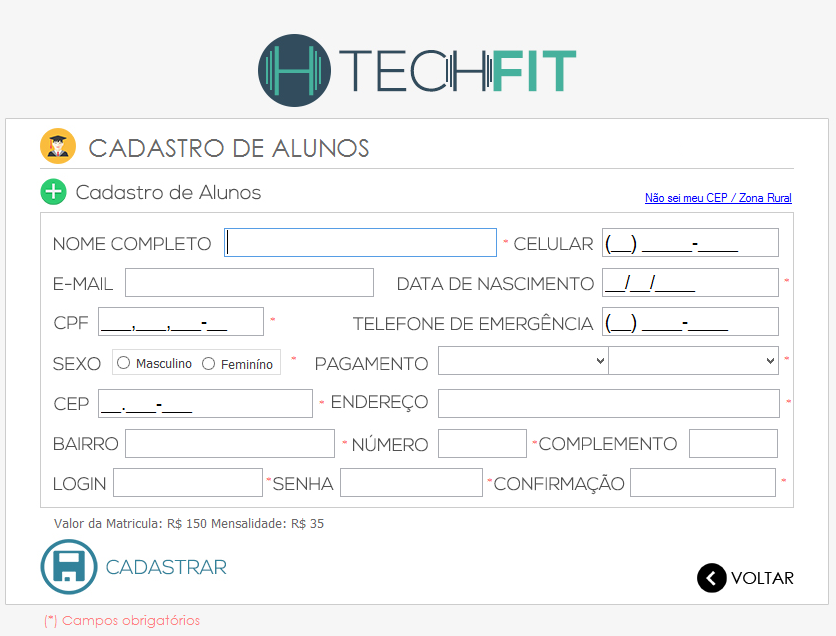 TECHFIT
CADASTRO DE ALUNOS
Cadastro de Alunos
Não sei meu CEP / Zona Rural
NOME COMPLETO * CELULAR (__) _____-____
E-MAIL DATA DE NASCIMENTO __/__/____ *
CPF ___,___,___-__ * TELEFONE DE EMERGÊNCIA (__) ____-____
SEXO Masculino Feminíno * PAGAMENTO *
CEP __.___-___ * ENDEREÇO *
BAIRRO * NÚMERO * COMPLEMENTO
LOGIN * SENHA * CONFIRMAÇÃO *
Valor da Matricula: R$ 150 Mensalidade: R$ 35
CADASTRAR
VOLTAR
(*) Campos obrigatórios